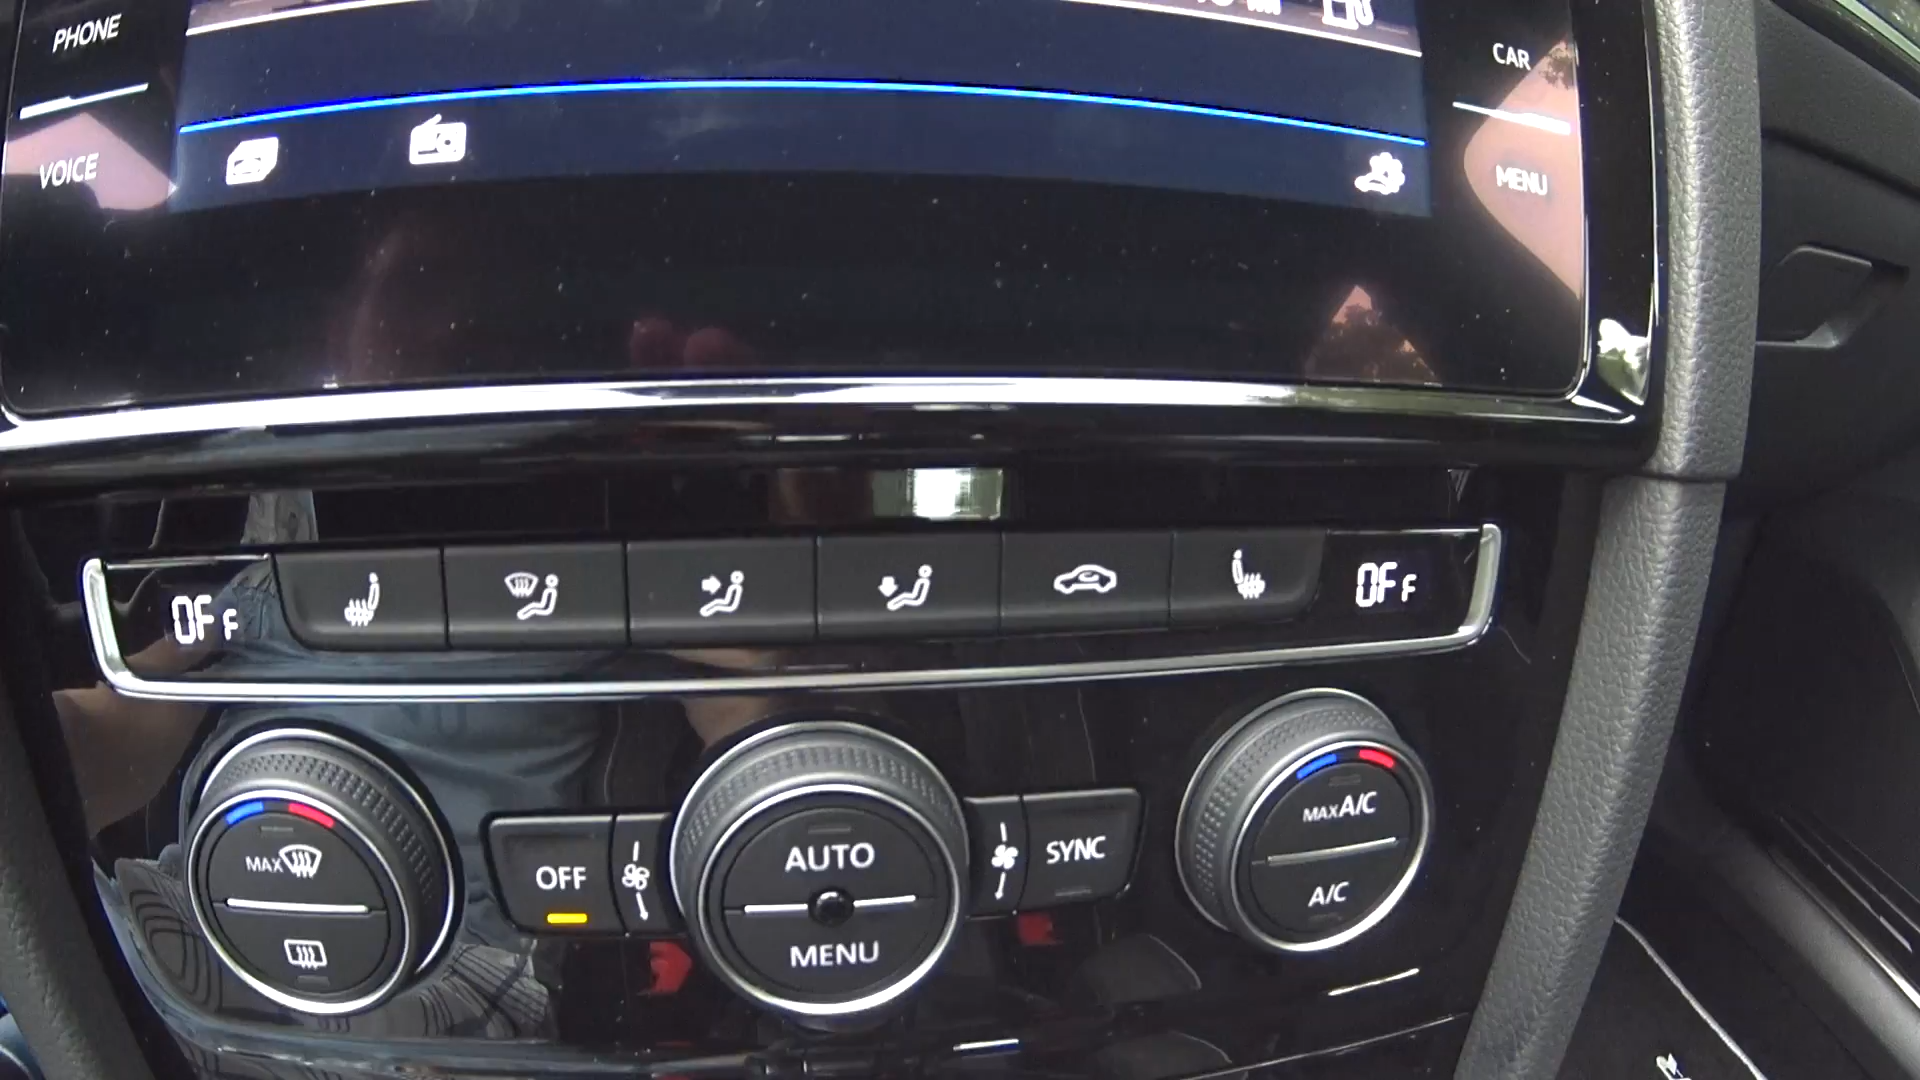 PHONE
CAR
VOICE
MENU
OFF
OFF
MAX
OFF
AUTO
MENU
SYNC
MAX A/C
A/C